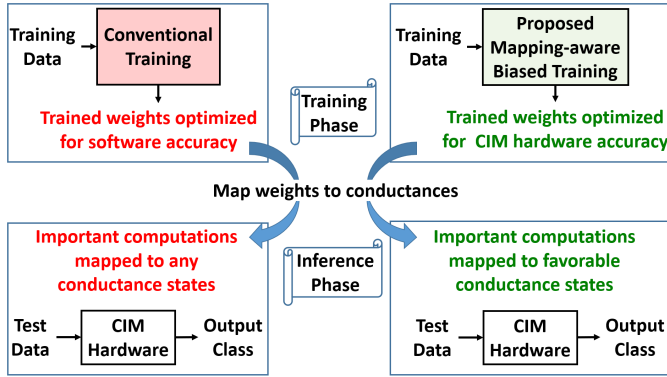 Training
Data
Conventional
Training
Trained weights optimized
for software accuracy
Training
Phase
Training
Data
Proposed
Mapping-aware
Biased Training
Trained weights optimized
for CIM hardware accuracy
Map weights to conductances
Important computations
mapped to any
conductance states
Test
Data
CIM
Hardware
Output
Class
Inference
Phase
Important computations
mapped to favorable
conductance states
Test
Data
CIM
Hardware
Output
Class